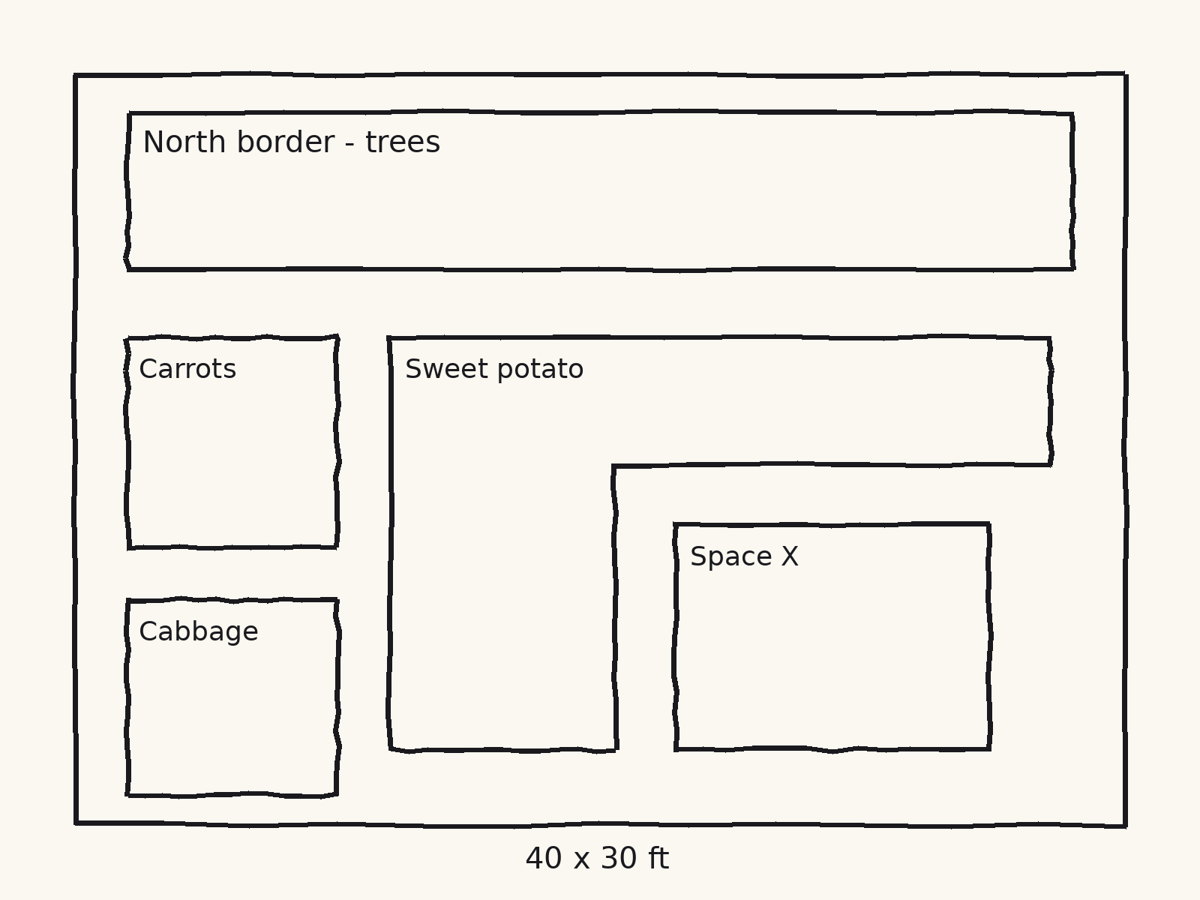 North border - trees
Carrots
Sweet potato
Space X
Cabbage
40 x 30 ft